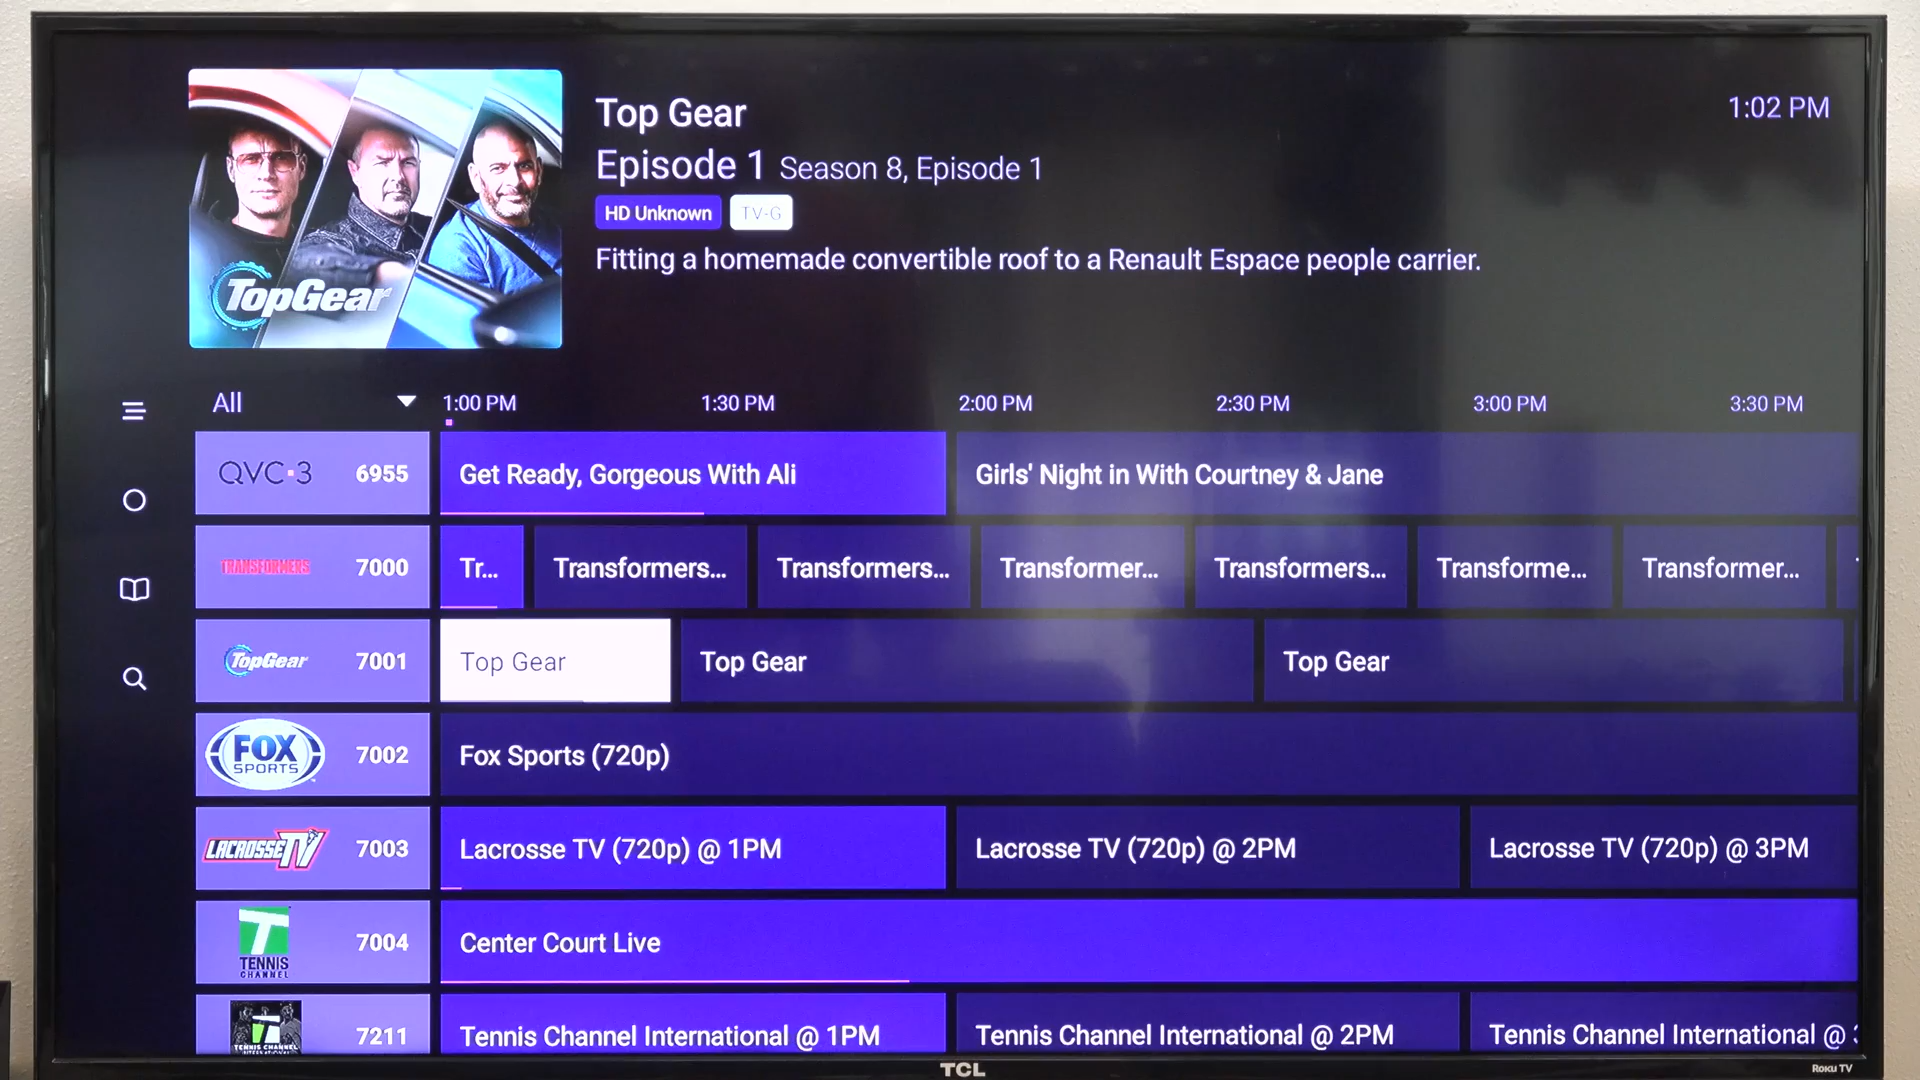 Top Gear
1:02 PM
Episode 1 Season 8, Episode 1
HD Unknown TV-G
Fitting a homemade convertible roof to a Renault Espace people carrier.
TopGear
All 1:00 PM 1:30 PM 2:00 PM 2:30 PM 3:00 PM 3:30 PM
QVC·3 6955 Get Ready, Gorgeous With Ali Girls' Night in With Courtney & Jane
TRANSFORMERS 7000 Tr... Transformers... Transformers... Transformer... Transformers... Transforme... Transformer...
TopGear 7001 Top Gear Top Gear Top Gear
FOX SPORTS 7002 Fox Sports (720p)
LACROSSE TV 7003 Lacrosse TV (720p) @ 1PM Lacrosse TV (720p) @ 2PM Lacrosse TV (720p) @ 3PM
T TENNIS CHANNEL 7004 Center Court Live
TENNIS CHANNEL INTERNATIONAL 7211 Tennis Channel International @ 1PM Tennis Channel International @ 2PM Tennis Channel International @
TCL
Roku TV